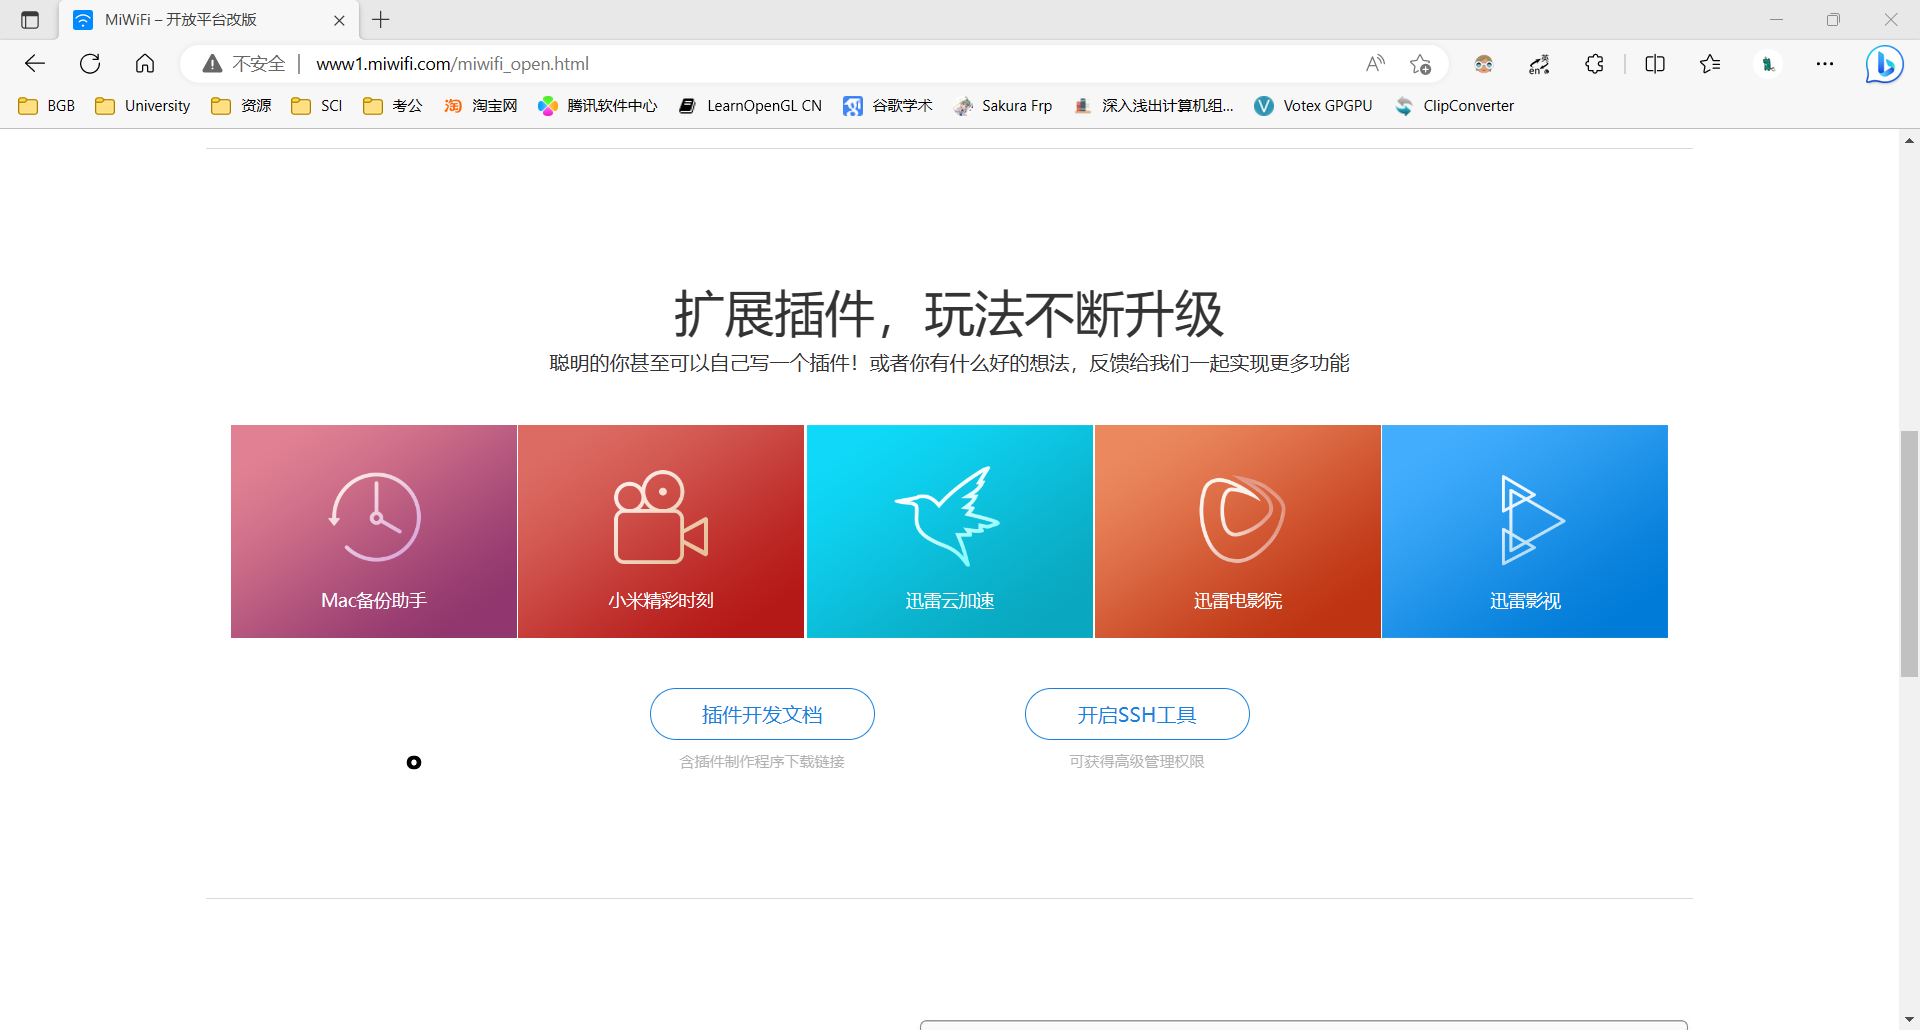 MiWiFi – 开放平台改版
不安全 www1.miwifi.com/miwifi_open.html
BGB University 资源 SCI 考公 淘宝网 腾讯软件中心 LearnOpenGL CN 谷歌学术 Sakura Frp 深入浅出计算机组... Votex GPGPU ClipConverter
扩展插件，玩法不断升级
聪明的你甚至可以自己写一个插件！或者你有什么好的想法，反馈给我们一起实现更多功能
Mac备份助手 小米精彩时刻 迅雷云加速 迅雷电影院 迅雷影视
插件开发文档 开启SSH工具
含插件制作程序下载链接 可获得高级管理权限